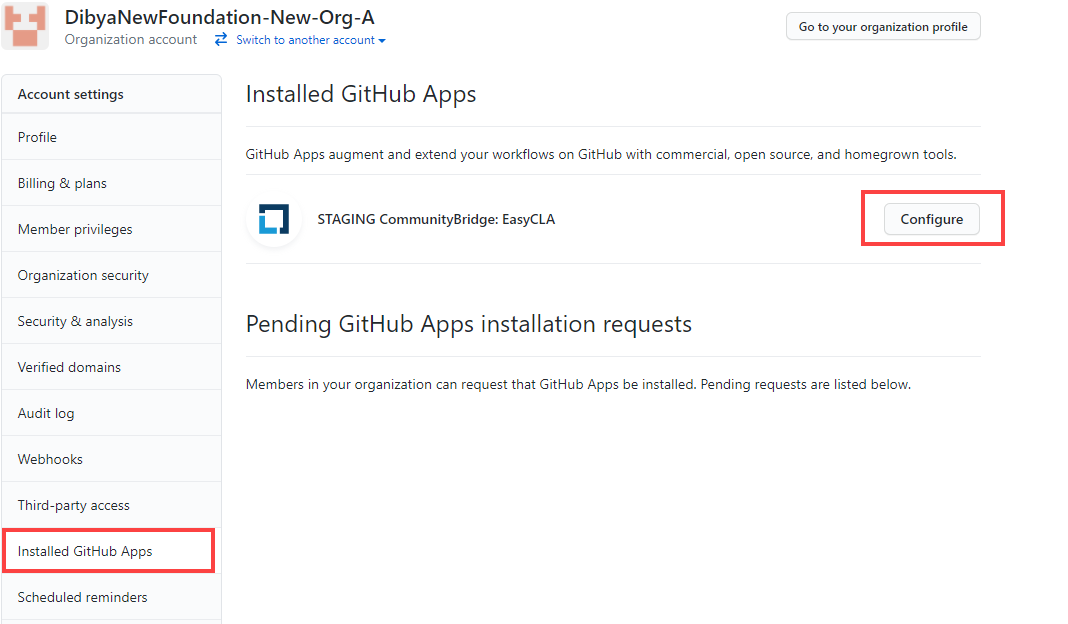 DibyaNewFoundation-New-Org-A
Organization account Switch to another account
Go to your organization profile
Account settings
Profile
Billing & plans
Member privileges
Organization security
Security & analysis
Verified domains
Audit log
Webhooks
Third-party access
Installed GitHub Apps
Scheduled reminders
Installed GitHub Apps
GitHub Apps augment and extend your workflows on GitHub with commercial, open source, and homegrown tools.
STAGING CommunityBridge: EasyCLA
Configure
Pending GitHub Apps installation requests
Members in your organization can request that GitHub Apps be installed. Pending requests are listed below.